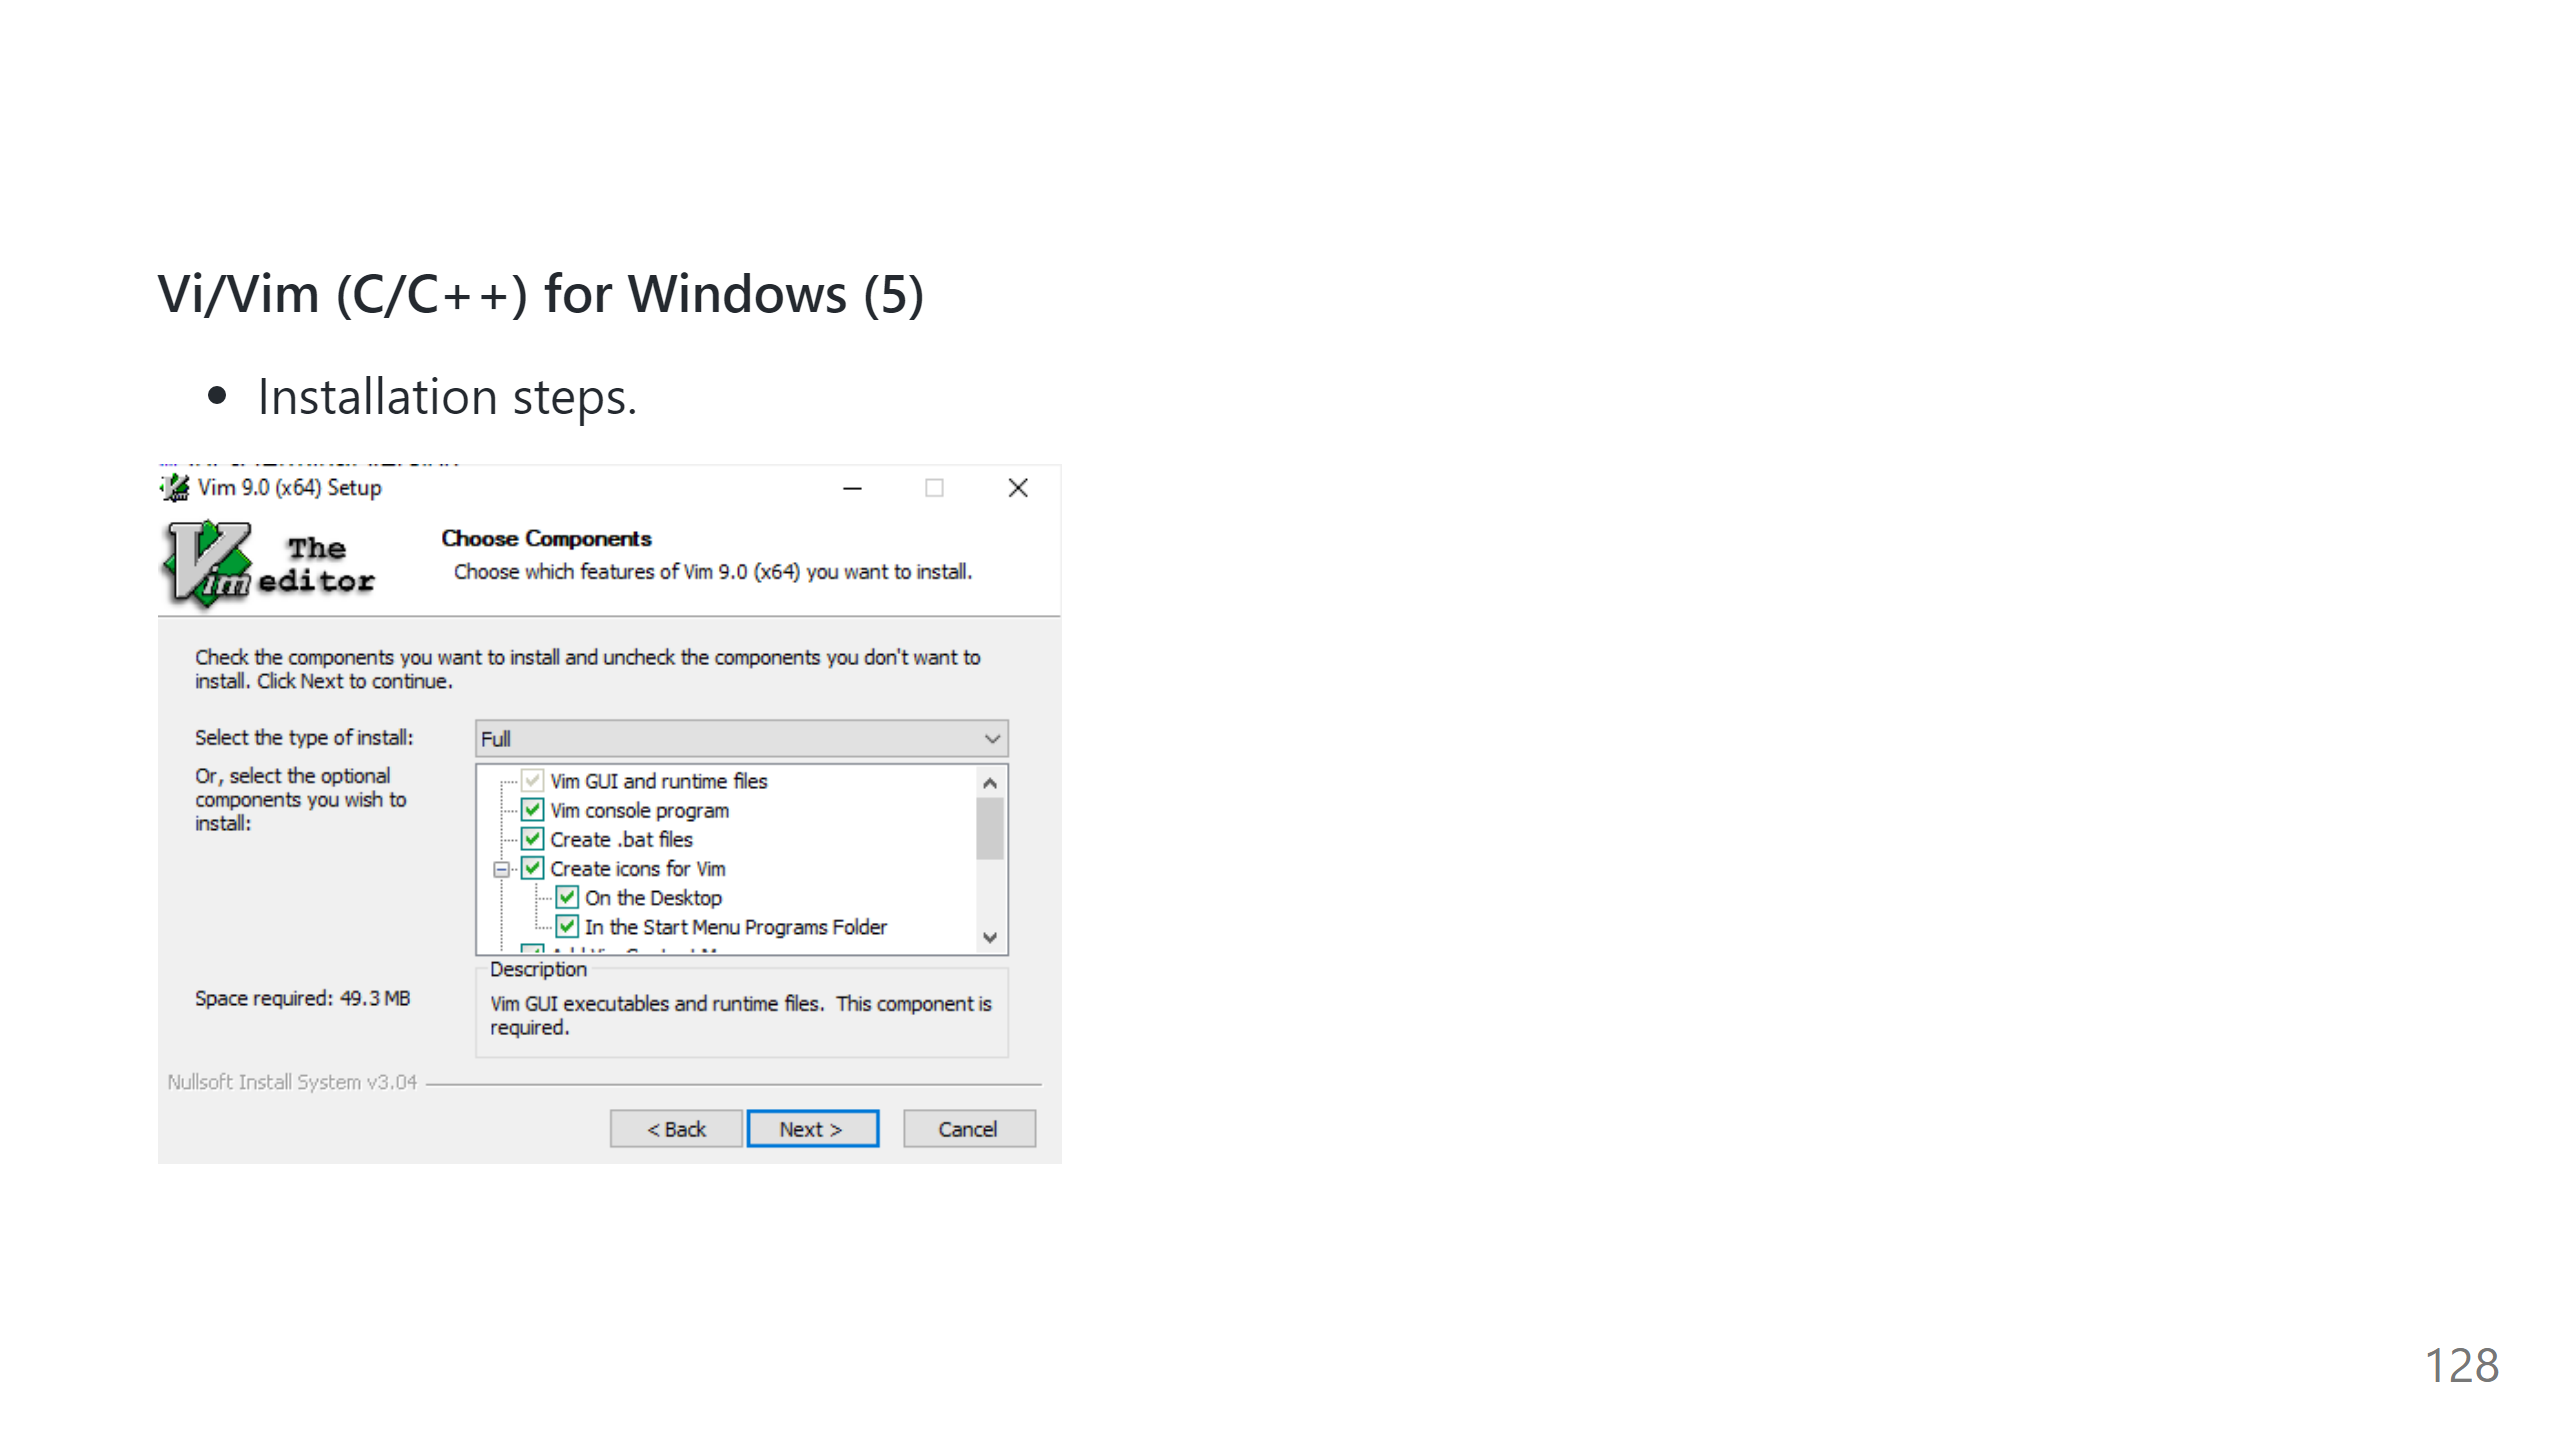 Vi/Vim (C/C++) for Windows (5)
• Installation steps.
Vim 9.0 (x64) Setup
The
Vim editor
Choose Components
Choose which features of Vim 9.0 (x64) you want to install.
Check the components you want to install and uncheck the components you don't want to
install. Click Next to continue.
Select the type of install:
Full
Or, select the optional
components you wish to
install:
Vim GUI and runtime files
Vim console program
Create .bat files
Create icons for Vim
On the Desktop
In the Start Menu Programs Folder
Description
Space required: 49.3 MB
Vim GUI executables and runtime files. This component is
required.
Nullsoft Install System v3.04
< Back
Next >
Cancel
128